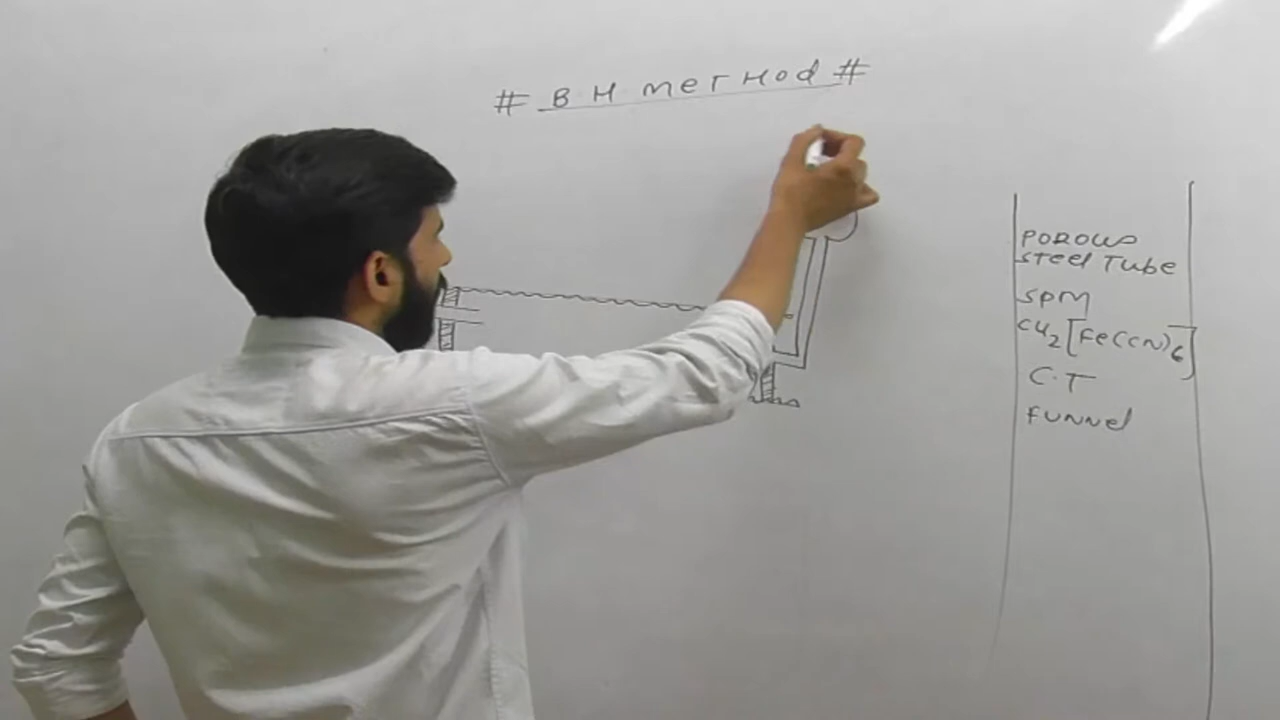 # B H MeTHod #
POROUS
STeel TuBe
SPM
Cu2[Fe(CN)6]
C.T
FuNNel